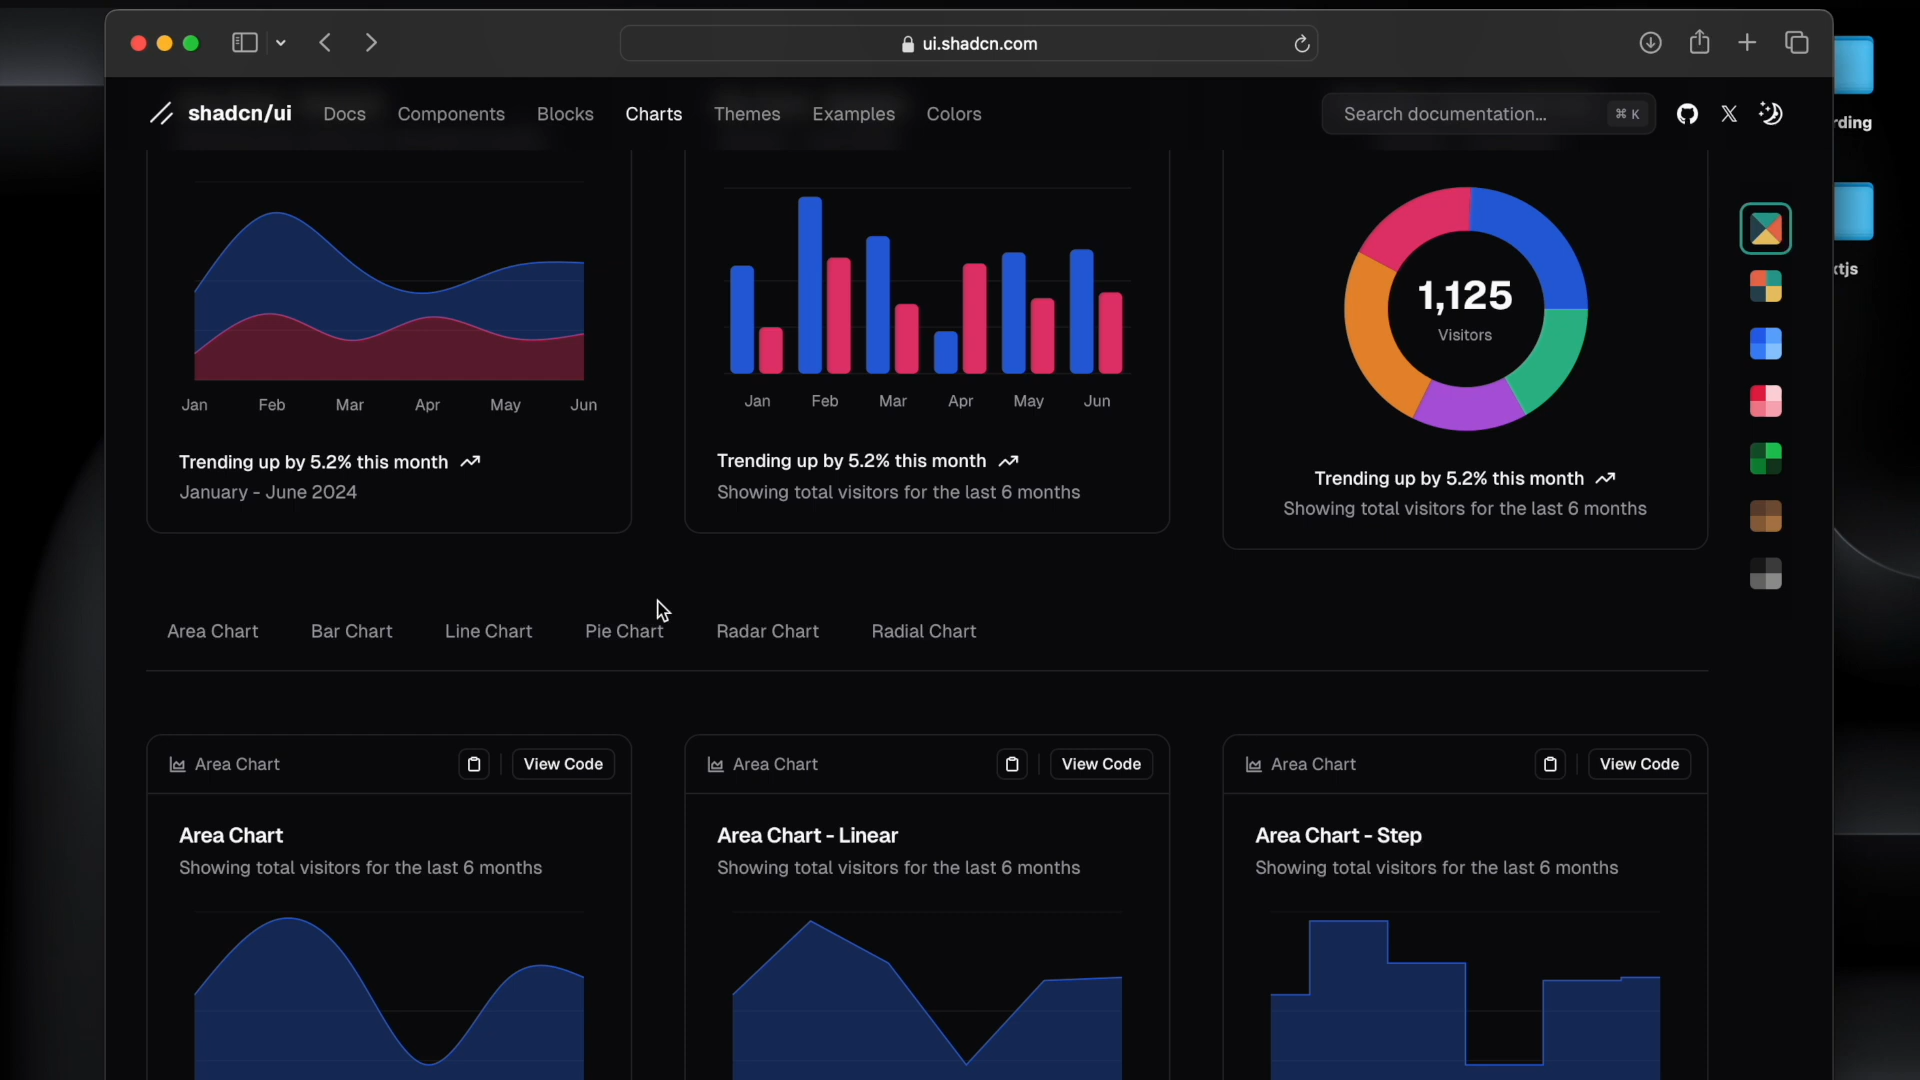 ui.shadcn.com
rding
shadcn/ui Docs Components Blocks Charts Themes Examples Colors Search documentation... ⌘ K
xtjs
1,125
Visitors
Jan Feb Mar Apr May Jun
Jan Feb Mar Apr May Jun
Trending up by 5.2% this month
January - June 2024
Trending up by 5.2% this month
Showing total visitors for the last 6 months
Trending up by 5.2% this month
Showing total visitors for the last 6 months
Area Chart Bar Chart Line Chart Pie Chart Radar Chart Radial Chart
Area Chart View Code
Area Chart
Showing total visitors for the last 6 months
Area Chart View Code
Area Chart - Linear
Showing total visitors for the last 6 months
Area Chart View Code
Area Chart - Step
Showing total visitors for the last 6 months